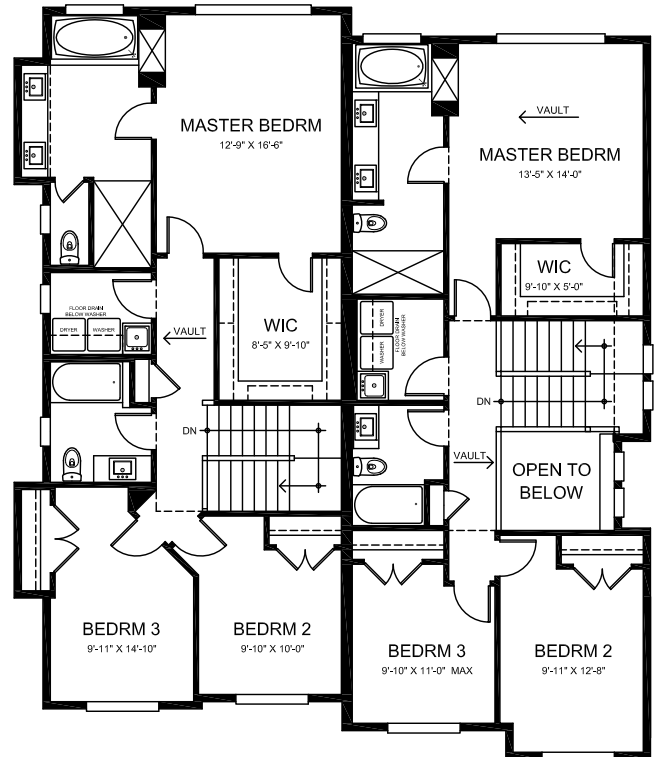 MASTER BEDRM
12'-9" X 16'-6"
FLOOR DRAIN
BELOW WASHER
DRYER
WASHER
VAULT
WIC
8'-5" X 9'-10"
DN
BEDRM 3
9'-11" X 14'-10"
BEDRM 2
9'-10" X 10'-0"
VAULT
MASTER BEDRM
13'-5" X 14'-0"
WIC
9'-10" X 5'-0"
DRYER
WASHER
FLOOR DRAIN
BELOW WASHER
DN
VAULT
OPEN TO
BELOW
BEDRM 3
9'-10" X 11'-0" MAX
BEDRM 2
9'-11" X 12'-8"